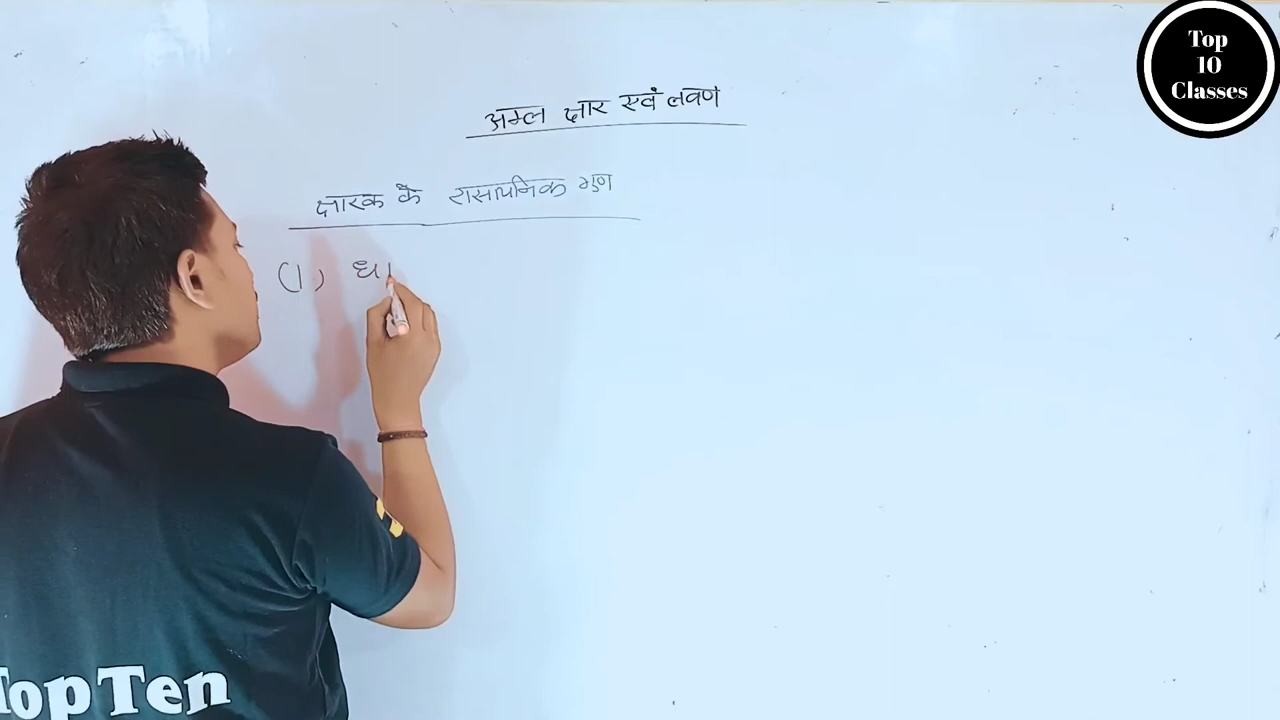 Top
10
Classes
अम्ल क्षार एवं लवण
क्षारक के रासायनिक गुण
(1) धा
TopTen